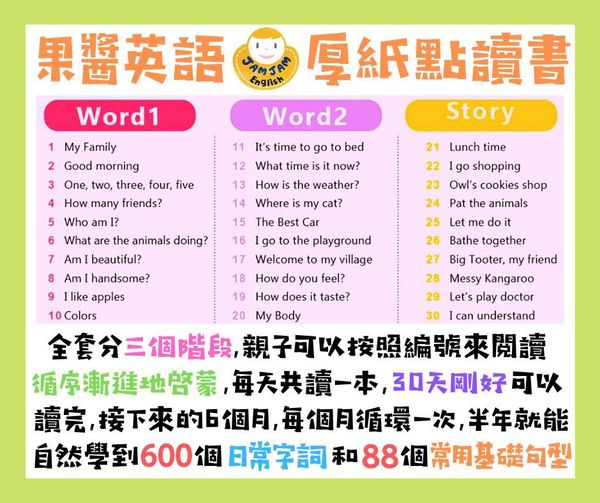 果醬英語 JAMJAM English 厚紙點讀書
Word1
1 My Family
2 Good morning
3 One, two, three, four, five
4 How many friends?
5 Who am I?
6 What are the animals doing?
7 Am I beautiful?
8 Am I handsome?
9 I like apples
10 Colors
Word2
11 It's time to go to bed
12 What time is it now?
13 How is the weather?
14 Where is my cat?
15 The Best Car
16 I go to the playground
17 Welcome to my village
18 How do you feel?
19 How does it taste?
20 My Body
Story
21 Lunch time
22 I go shopping
23 Owl's cookies shop
24 Pat the animals
25 Let me do it
26 Bathe together
27 Big Tooter, my friend
28 Messy Kangaroo
29 Let's play doctor
30 I can understand
全套分三個階段,親子可以按照編號來閱讀
循序漸進地啓蒙,每天共讀一本,30天剛好可以
讀完,接下來的6個月,每個月循環一次,半年就能
自然學到600個日常字詞和88個常用基礎句型